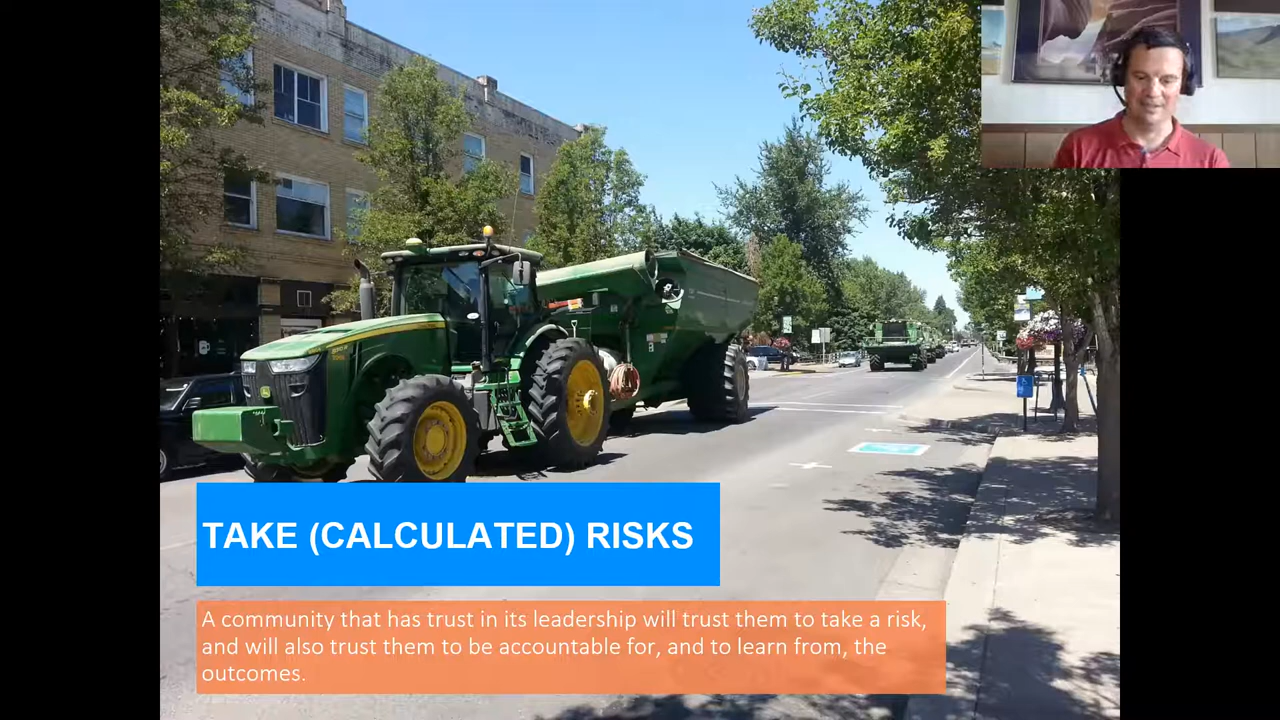 TAKE (CALCULATED) RISKS
A community that has trust in its leadership will trust them to take a risk,
and will also trust them to be accountable for, and to learn from, the
outcomes.